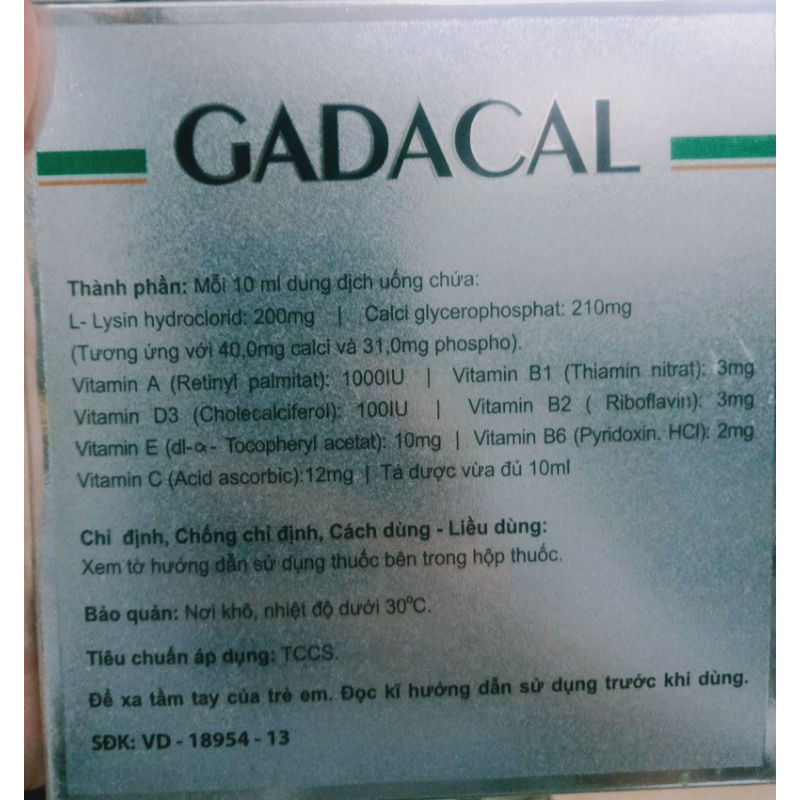 GADACAL
Thành phần: Mỗi 10 ml dung dịch uống chứa:
L- Lysin hydroclorid: 200mg | Calci glycerophosphat: 210mg
(Tương ứng với 40,0mg calci và 31,0mg phospho).
Vitamin A (Retinyl palmitat): 1000IU | Vitamin B1 (Thiamin nitrat): 3mg
Vitamin D3 (Cholecalciferol): 100IU | Vitamin B2 ( Riboflavin): 3mg
Vitamin E (dl-α- Tocopheryl acetat): 10mg | Vitamin B6 (Pyridoxin. HCl): 2mg
Vitamin C (Acid ascorbic):12mg | Tá dược vừa đủ 10ml
Chỉ định, Chống chỉ định, Cách dùng - Liều dùng:
Xem tờ hướng dẫn sử dụng thuốc bên trong hộp thuốc.
Bảo quản: Nơi khô, nhiệt độ dưới 30°C.
Tiêu chuẩn áp dụng: TCCS.
Để xa tầm tay của trẻ em. Đọc kĩ hướng dẫn sử dụng trước khi dùng.
SĐK: VD - 18954 - 13